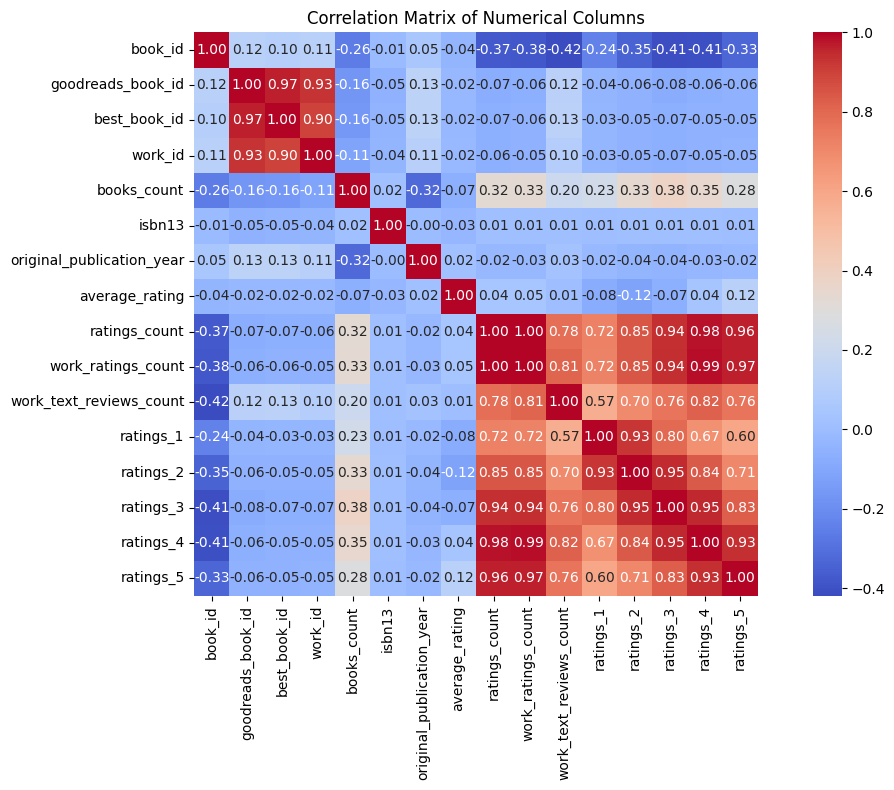 Correlation Matrix of Numerical Columns
book_id 1.00 0.12 0.10 0.11 -0.26 -0.01 0.05 -0.04 -0.37 -0.38 -0.42 -0.24 -0.35 -0.41 -0.41 -0.33
goodreads_book_id 0.12 1.00 0.97 0.93 -0.16 -0.05 0.13 -0.02 -0.07 -0.06 0.12 -0.04 -0.06 -0.08 -0.06 -0.06
best_book_id 0.10 0.97 1.00 0.90 -0.16 -0.05 0.13 -0.02 -0.07 -0.06 0.13 -0.03 -0.05 -0.07 -0.05 -0.05
work_id 0.11 0.93 0.90 1.00 -0.11 -0.04 0.11 -0.02 -0.06 -0.05 0.10 -0.03 -0.05 -0.07 -0.05 -0.05
books_count -0.26 -0.16 -0.16 -0.11 1.00 0.02 -0.32 -0.07 0.32 0.33 0.20 0.23 0.33 0.38 0.35 0.28
isbn13 -0.01 -0.05 -0.05 -0.04 0.02 1.00 -0.00 -0.03 0.01 0.01 0.01 0.01 0.01 0.01 0.01 0.01
original_publication_year 0.05 0.13 0.13 0.11 -0.32 -0.00 1.00 0.02 -0.02 -0.03 0.03 -0.02 -0.04 -0.04 -0.03 -0.02
average_rating -0.04 -0.02 -0.02 -0.02 -0.07 -0.03 0.02 1.00 0.04 0.05 0.01 -0.08 -0.12 -0.07 0.04 0.12
ratings_count -0.37 -0.07 -0.07 -0.06 0.32 0.01 -0.02 0.04 1.00 1.00 0.78 0.72 0.85 0.94 0.98 0.96
work_ratings_count -0.38 -0.06 -0.06 -0.05 0.33 0.01 -0.03 0.05 1.00 1.00 0.81 0.72 0.85 0.94 0.99 0.97
work_text_reviews_count -0.42 0.12 0.13 0.10 0.20 0.01 0.03 0.01 0.78 0.81 1.00 0.57 0.70 0.76 0.82 0.76
ratings_1 -0.24 -0.04 -0.03 -0.03 0.23 0.01 -0.02 -0.08 0.72 0.72 0.57 1.00 0.93 0.80 0.67 0.60
ratings_2 -0.35 -0.06 -0.05 -0.05 0.33 0.01 -0.04 -0.12 0.85 0.85 0.70 0.93 1.00 0.95 0.84 0.71
ratings_3 -0.41 -0.08 -0.07 -0.07 0.38 0.01 -0.04 -0.07 0.94 0.94 0.76 0.80 0.95 1.00 0.95 0.83
ratings_4 -0.41 -0.06 -0.05 -0.05 0.35 0.01 -0.03 0.04 0.98 0.99 0.82 0.67 0.84 0.95 1.00 0.93
ratings_5 -0.33 -0.06 -0.05 -0.05 0.28 0.01 -0.02 0.12 0.96 0.97 0.76 0.60 0.71 0.83 0.93 1.00
book_id
goodreads_book_id
best_book_id
work_id
books_count
isbn13
original_publication_year
average_rating
ratings_count
work_ratings_count
work_text_reviews_count
ratings_1
ratings_2
ratings_3
ratings_4
ratings_5
1.0
0.8
0.6
0.4
0.2
0.0
−0.2
−0.4